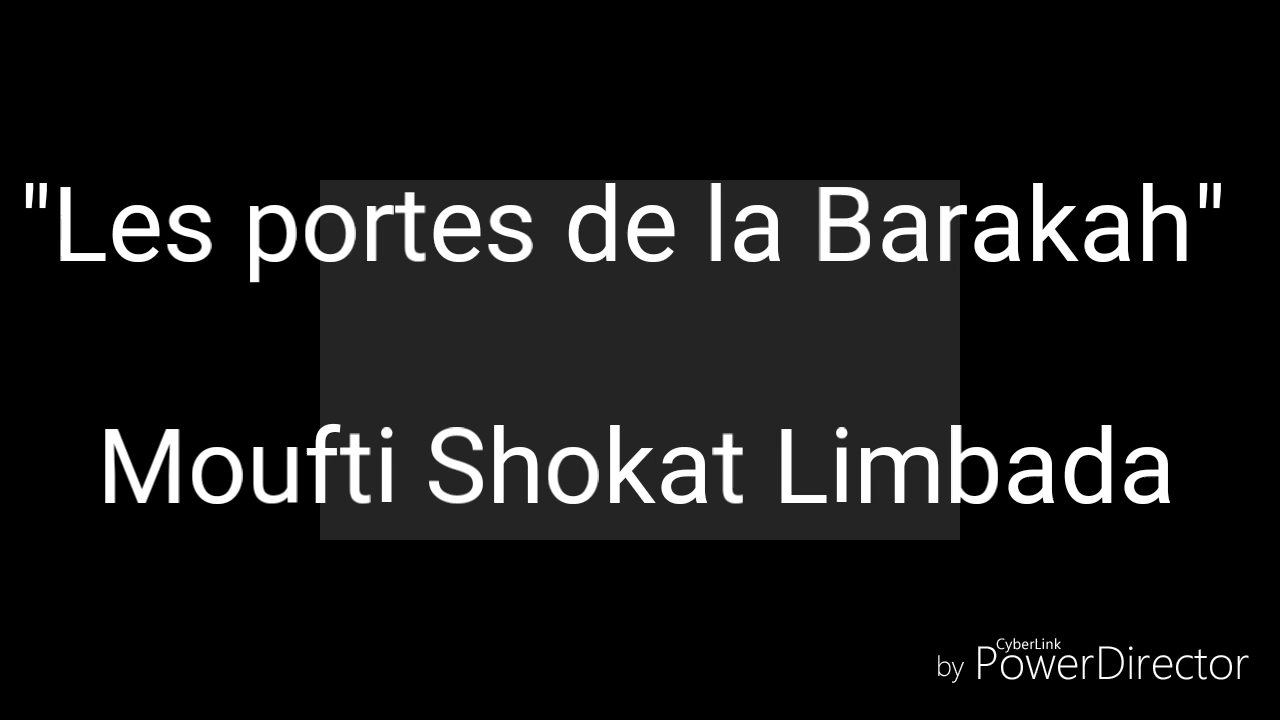 "Les portes de la Barakah"
Moufti Shokat Limbada
CyberLink
by PowerDirector